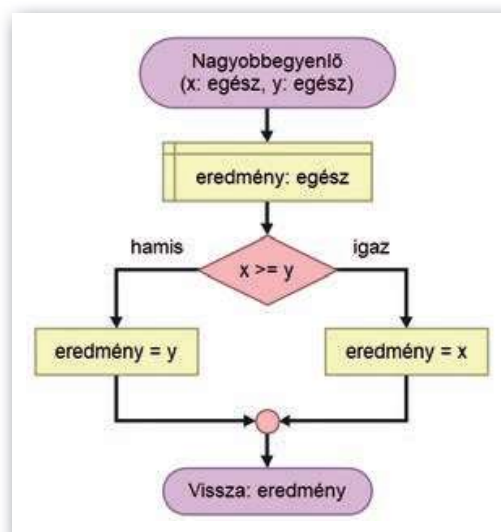 Nagyobbegyenlő
(x: egész, y: egész)
eredmény: egész
hamis
igaz
x >= y
eredmény = y
eredmény = x
Vissza: eredmény